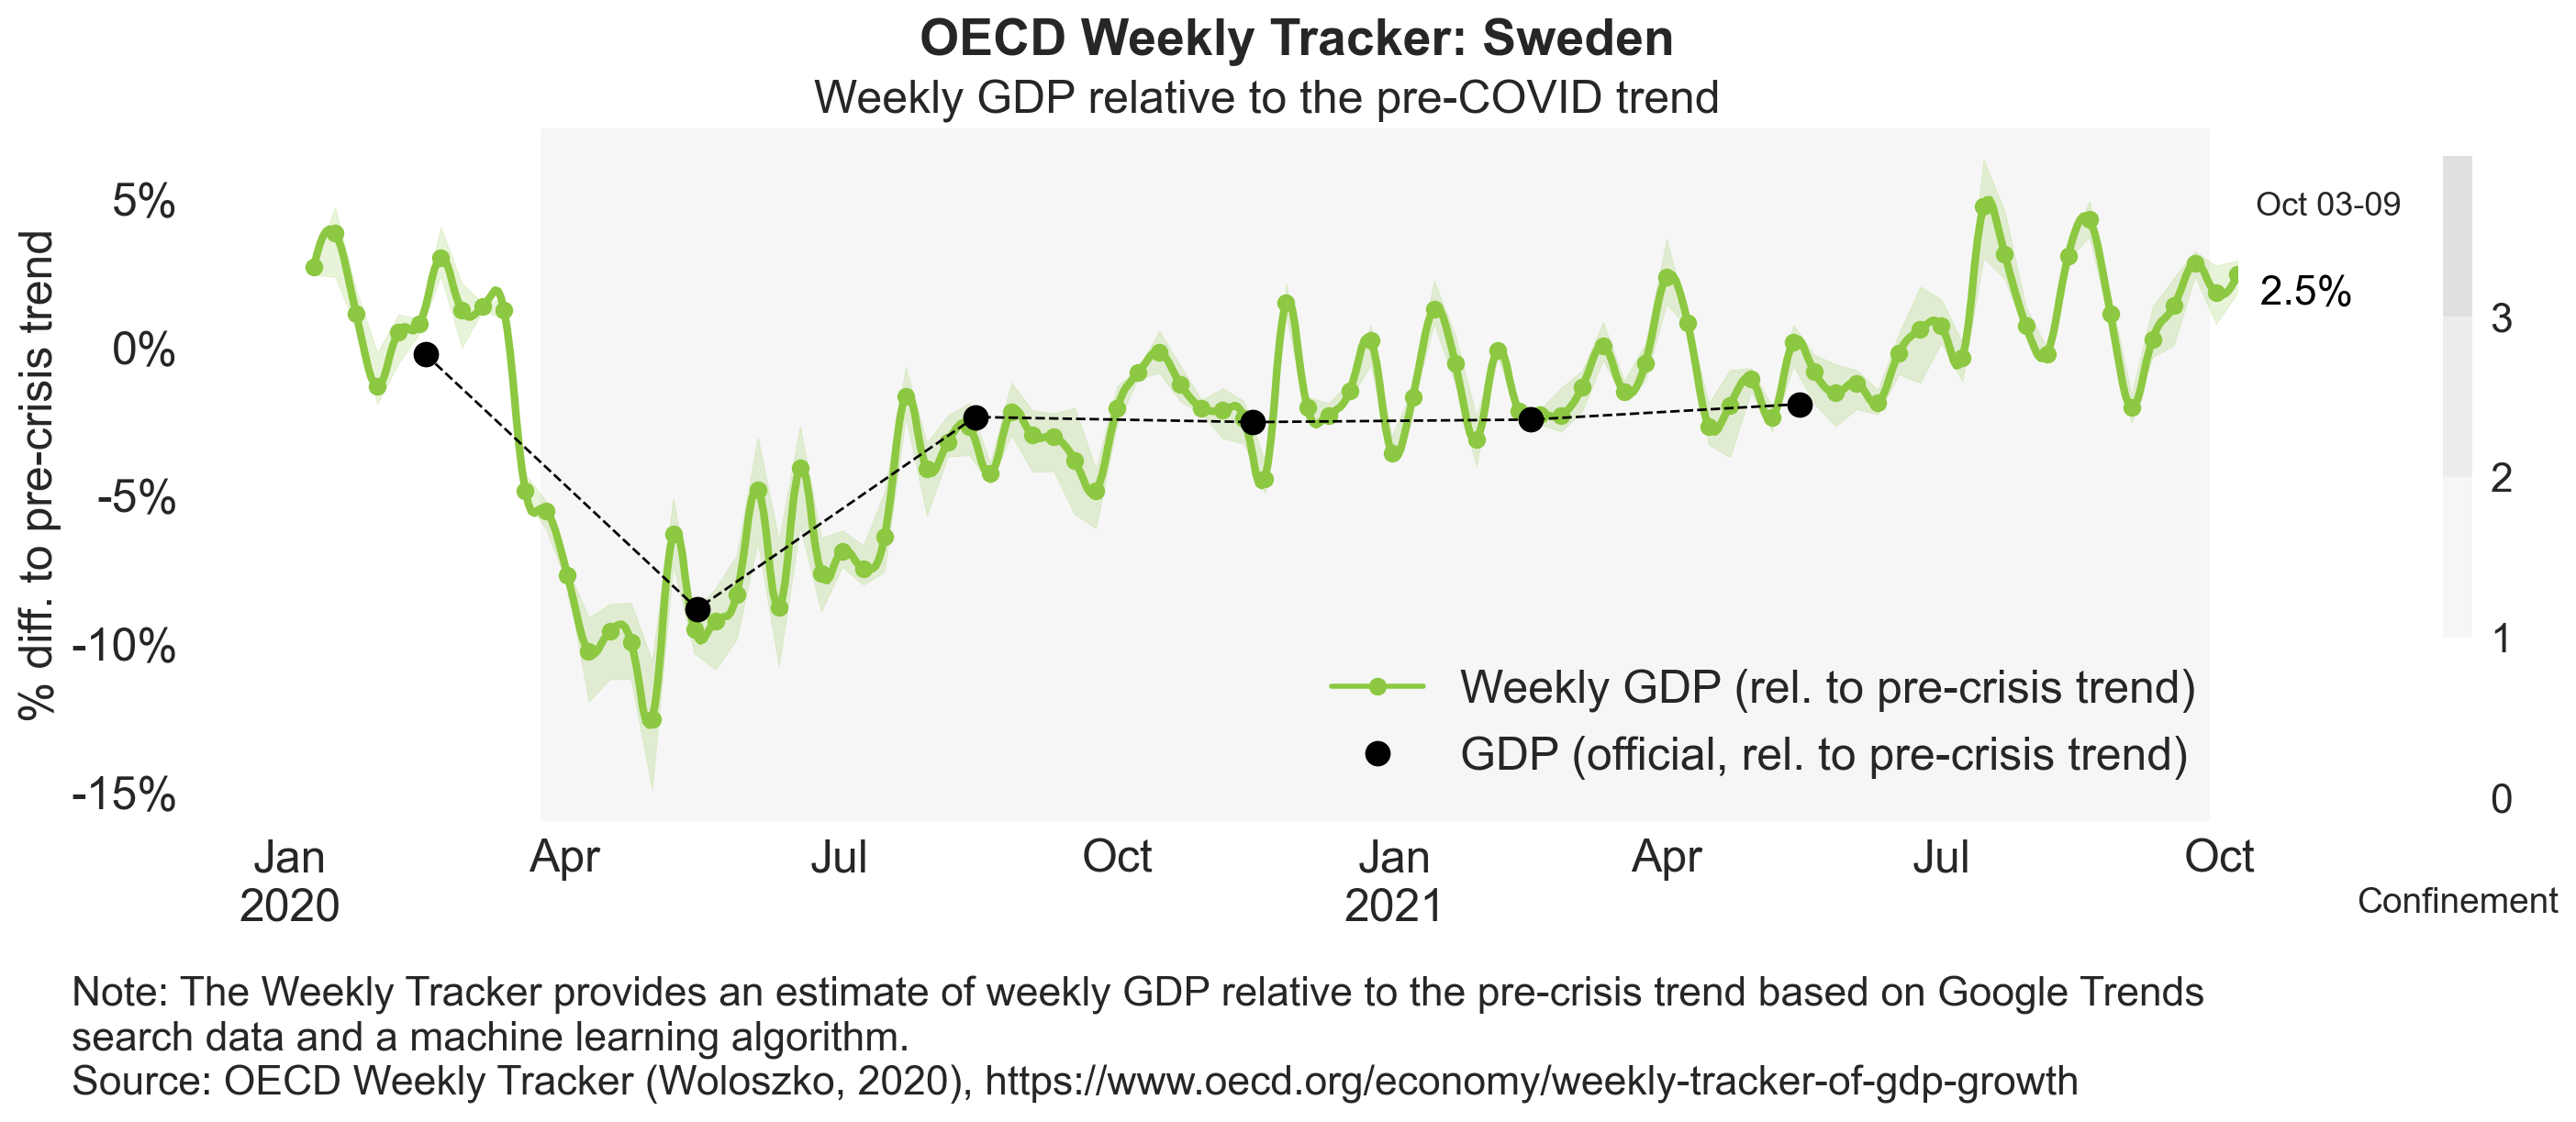 OECD Weekly Tracker: Sweden
Weekly GDP relative to the pre-COVID trend
% diff. to pre-crisis trend
5%
0%
-5%
-10%
-15%
Oct 03-09
2.5%
3
2
1
0
Weekly GDP (rel. to pre-crisis trend)
GDP (official, rel. to pre-crisis trend)
Jan Apr Jul Oct Jan Apr Jul Oct
2020 2021
Confinement
Note: The Weekly Tracker provides an estimate of weekly GDP relative to the pre-crisis trend based on Google Trends
search data and a machine learning algorithm.
Source: OECD Weekly Tracker (Woloszko, 2020), https://www.oecd.org/economy/weekly-tracker-of-gdp-growth